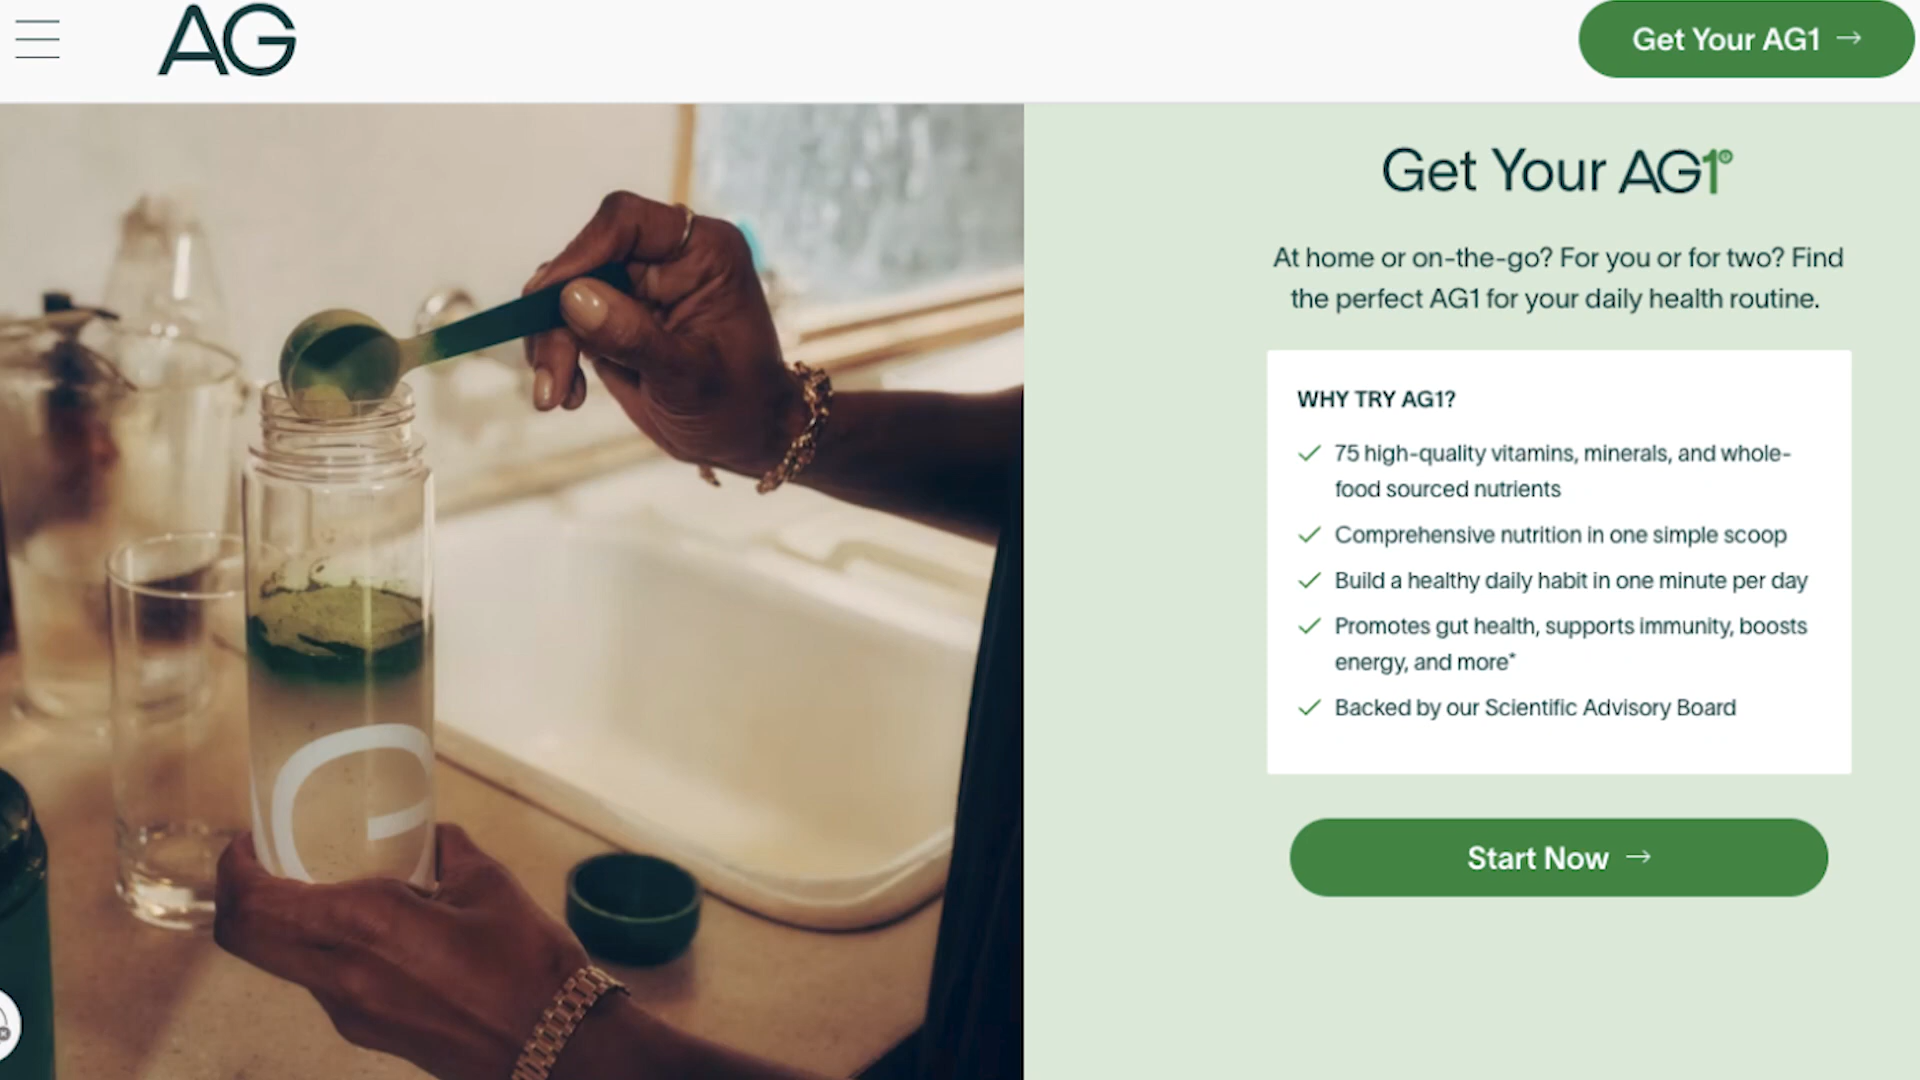 AG
Get Your AG1 →
Get Your AG1®
At home or on-the-go? For you or for two? Find
the perfect AG1 for your daily health routine.
WHY TRY AG1?
75 high-quality vitamins, minerals, and whole-
food sourced nutrients
Comprehensive nutrition in one simple scoop
Build a healthy daily habit in one minute per day
Promotes gut health, supports immunity, boosts
energy, and more*
Backed by our Scientific Advisory Board
Start Now →
G